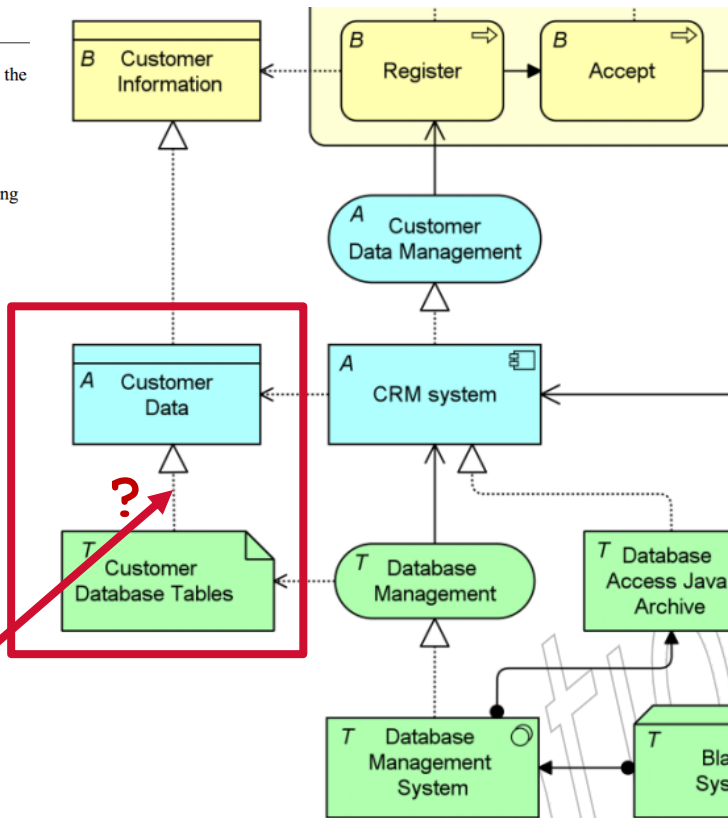 the
ng
B Customer
Information
B
Register
B
Accept
A
Customer
Data Management
A Customer
Data
A
CRM system
?
T
Customer
Database Tables
T Database
Management
T Database
Access Java
Archive
T Database
Management
System
T
Bla
Sys